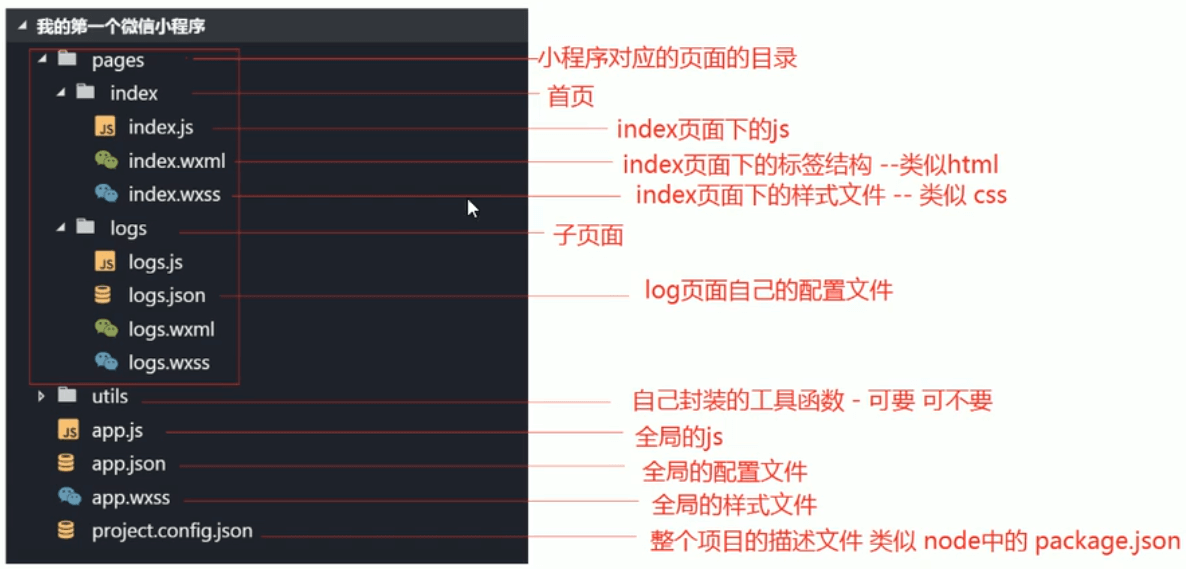 我的第一个微信小程序
pages 小程序对应的页面的目录
index 首页
index.js index页面下的js
index.wxml index页面下的标签结构 --类似html
index.wxss index页面下的样式文件 -- 类似 css
logs 子页面
logs.js
logs.json log页面自己的配置文件
logs.wxml
logs.wxss
utils 自己封装的工具函数 - 可要 可不要
app.js 全局的js
app.json 全局的配置文件
app.wxss 全局的样式文件
project.config.json 整个项目的描述文件 类似 node中的 package.json